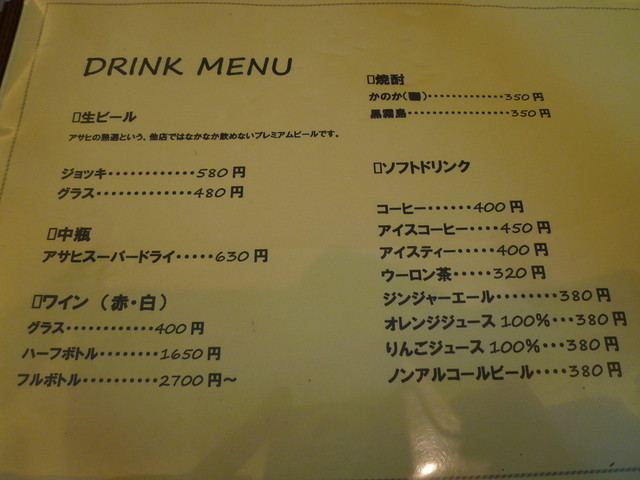 DRINK MENU
▯生ビール
アサヒの熟選という、他店ではなかなか飲めないプレミアムビールです。
ジョッキ・・・・・・・・・・・・580円
グラス・・・・・・・・・・・・・480円
▯中瓶
アサヒスーパードライ・・・・・630円
▯ワイン（赤・白）
グラス・・・・・・・・・・・・400円
ハーフボトル・・・・・・・・1650円
フルボトル・・・・・・・・・・2700円～
▯焼酎
かのか(麹)・・・・・・・・・・・・350円
黒霧島・・・・・・・・・・・・・・・350円
▯ソフトドリンク
コーヒー・・・・・・400円
アイスコーヒー・・・・450円
アイスティー・・・・・400円
ウーロン茶・・・・・320円
ジンジャーエール・・・・・・・・380円
オレンジジュース100％・・・380円
りんごジュース100％・・・380円
ノンアルコールビール・・・・380円